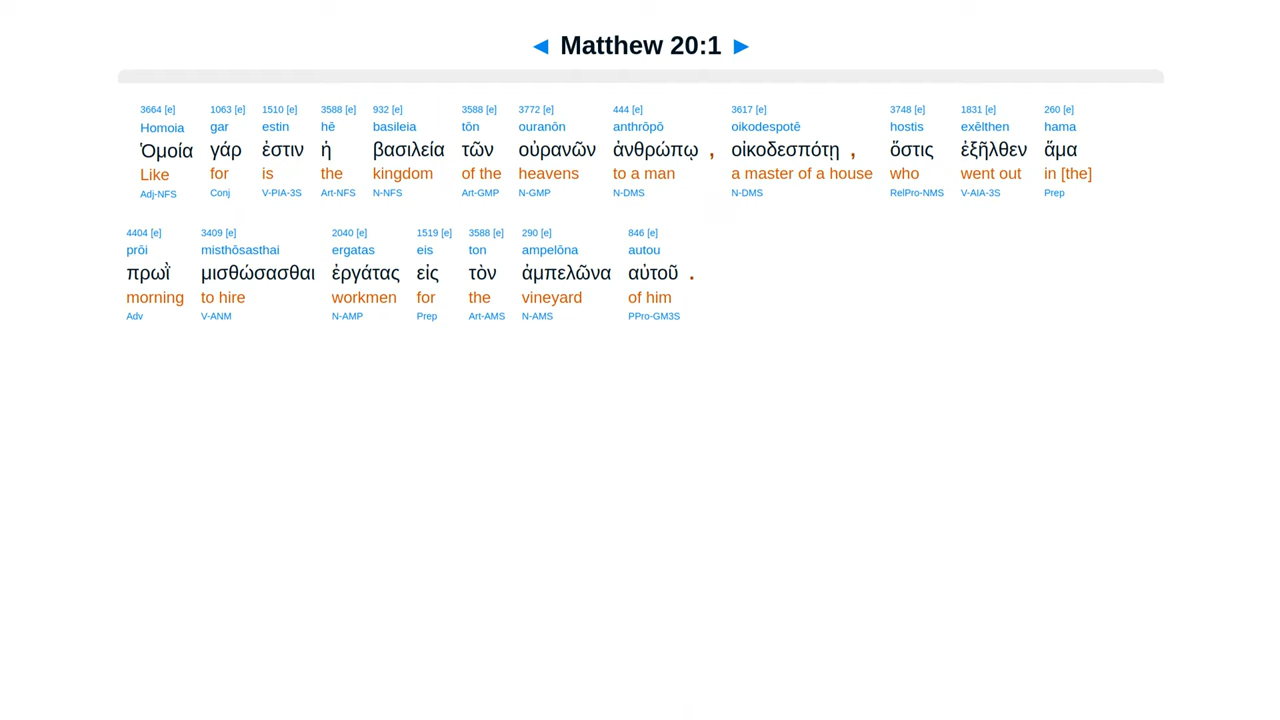 ◄ Matthew 20:1 ►
3664 [e] 1063 [e] 1510 [e] 3588 [e] 932 [e] 3588 [e] 3772 [e] 444 [e] 3617 [e] 3748 [e] 1831 [e] 260 [e]
Homoia gar estin hē basileia tōn ouranōn anthrōpō oikodespotē hostis exēlthen hama
Ὁμοία γάρ ἐστιν ἡ βασιλεία τῶν οὐρανῶν ἀνθρώπῳ , οἰκοδεσπότῃ , ὅστις ἐξῆλθεν ἅμα
Like for is the kingdom of the heavens to a man a master of a house who went out in [the]
Adj-NFS Conj V-PIA-3S Art-NFS N-NFS Art-GMP N-GMP N-DMS N-DMS RelPro-NMS V-AIA-3S Prep
4404 [e] 3409 [e] 2040 [e] 1519 [e] 3588 [e] 290 [e] 846 [e]
prōi misthōsasthai ergatas eis ton ampelōna autou
πρωῒ μισθώσασθαι ἐργάτας εἰς τὸν ἀμπελῶνα αὐτοῦ .
morning to hire workmen for the vineyard of him
Adv V-ANM N-AMP Prep Art-AMS N-AMS PPro-GM3S